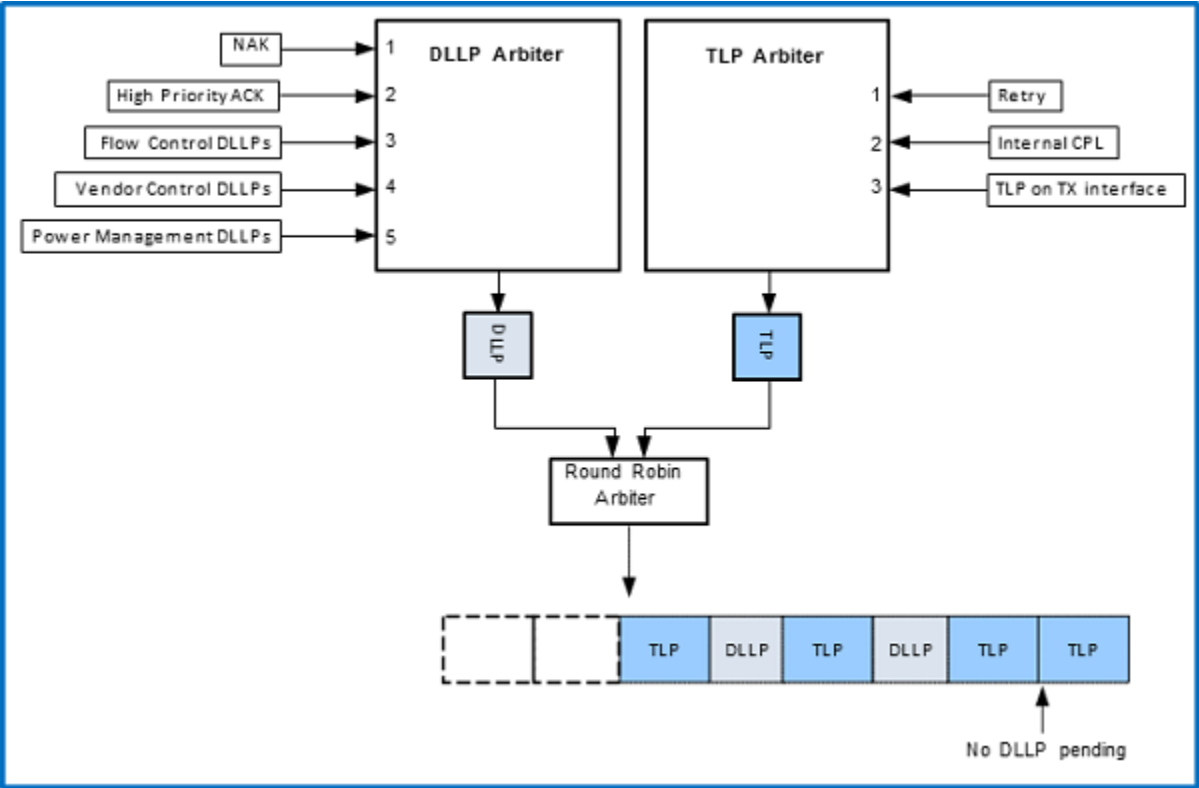 DLLP Arbiter
NAK
1
High Priority ACK
2
Flow Control DLLPs
3
Vendor Control DLLPs
4
Power Management DLLPs
5
TLP Arbiter
1
Retry
2
Internal CPL
3
TLP on TX interface
DLLP
TLP
Round Robin
Arbiter
TLP DLLP TLP DLLP TLP TLP
No DLLP pending